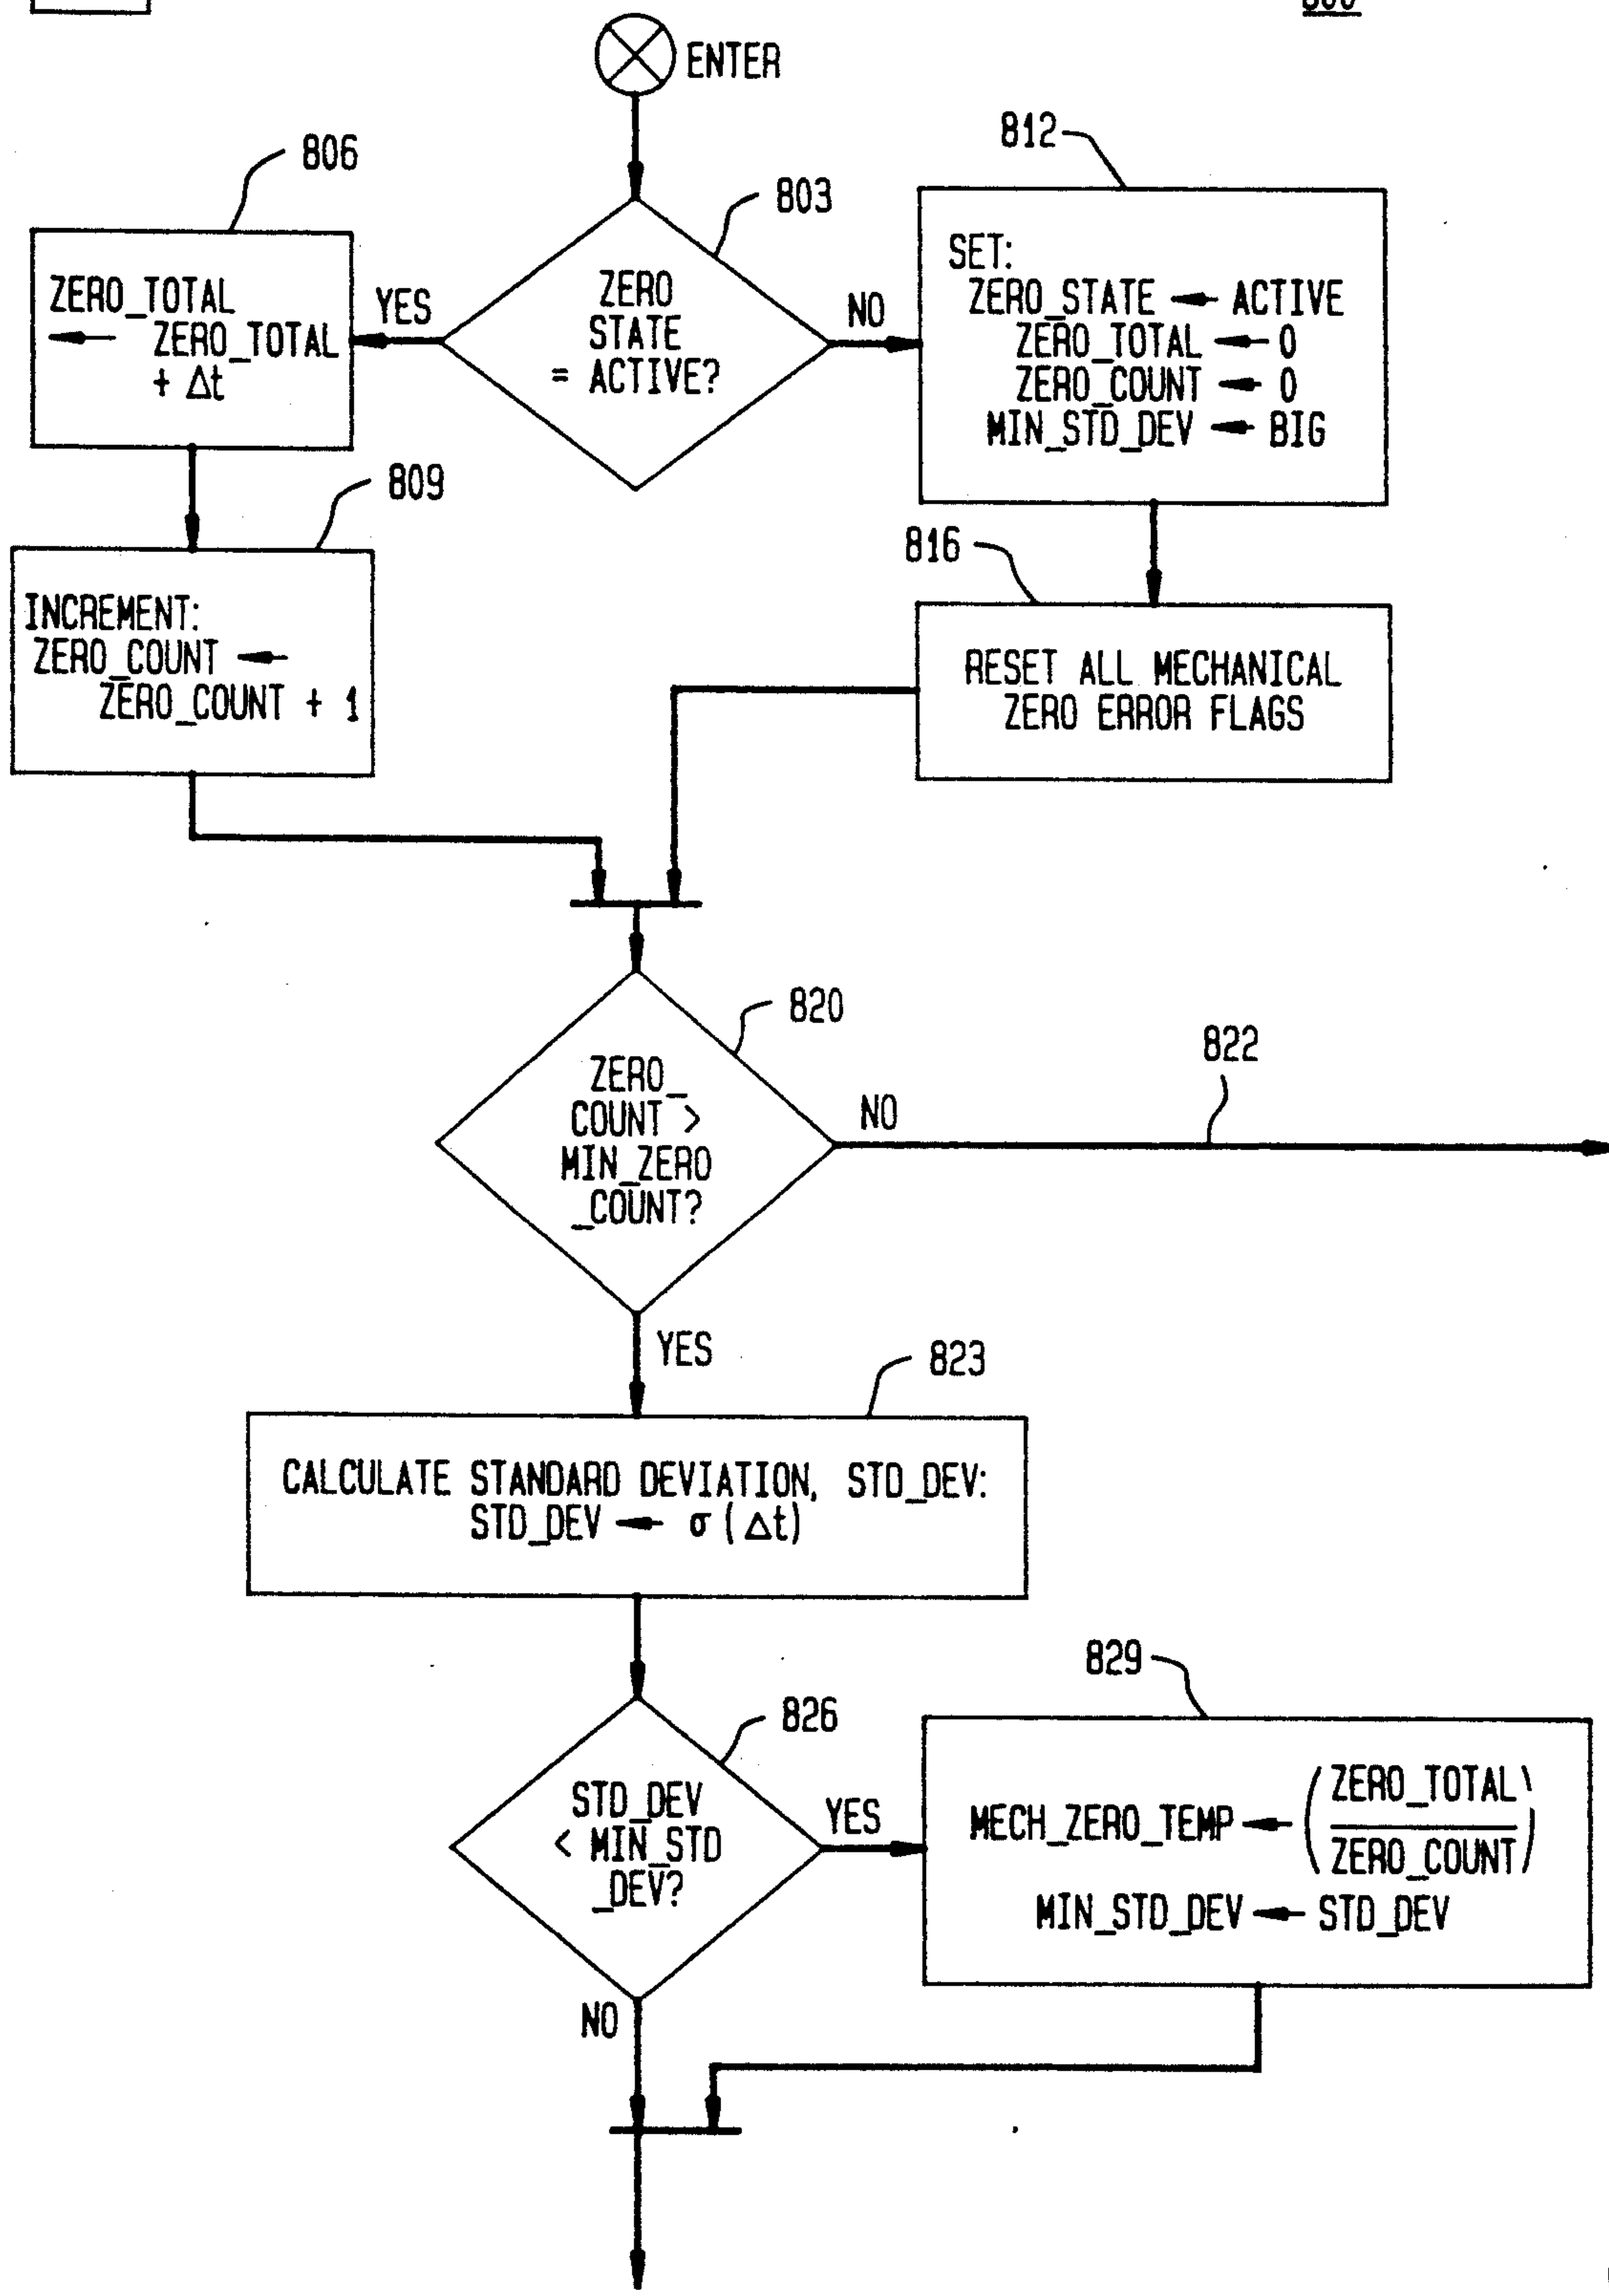 ENTER
806
803
812
ZERO_TOTAL
← ZERO_TOTAL
+ Δt
YES
ZERO
STATE
= ACTIVE?
NO
SET:
ZERO_STATE ← ACTIVE
ZERO_TOTAL ← 0
ZERO_COUNT ← 0
MIN_STD_DEV ← BIG
809
INCREMENT:
ZERO_COUNT ←
ZERO_COUNT + 1
816
RESET ALL MECHANICAL
ZERO ERROR FLAGS
820
ZERO_
COUNT >
MIN_ZERO
_COUNT?
NO
822
YES
823
CALCULATE STANDARD DEVIATION, STD_DEV:
STD_DEV ← σ (Δt)
826
STD_DEV
< MIN_STD
_DEV?
YES
NO
829
MECH_ZERO_TEMP ← (ZERO_TOTAL
ZERO_COUNT)
MIN_STD_DEV ← STD_DEV